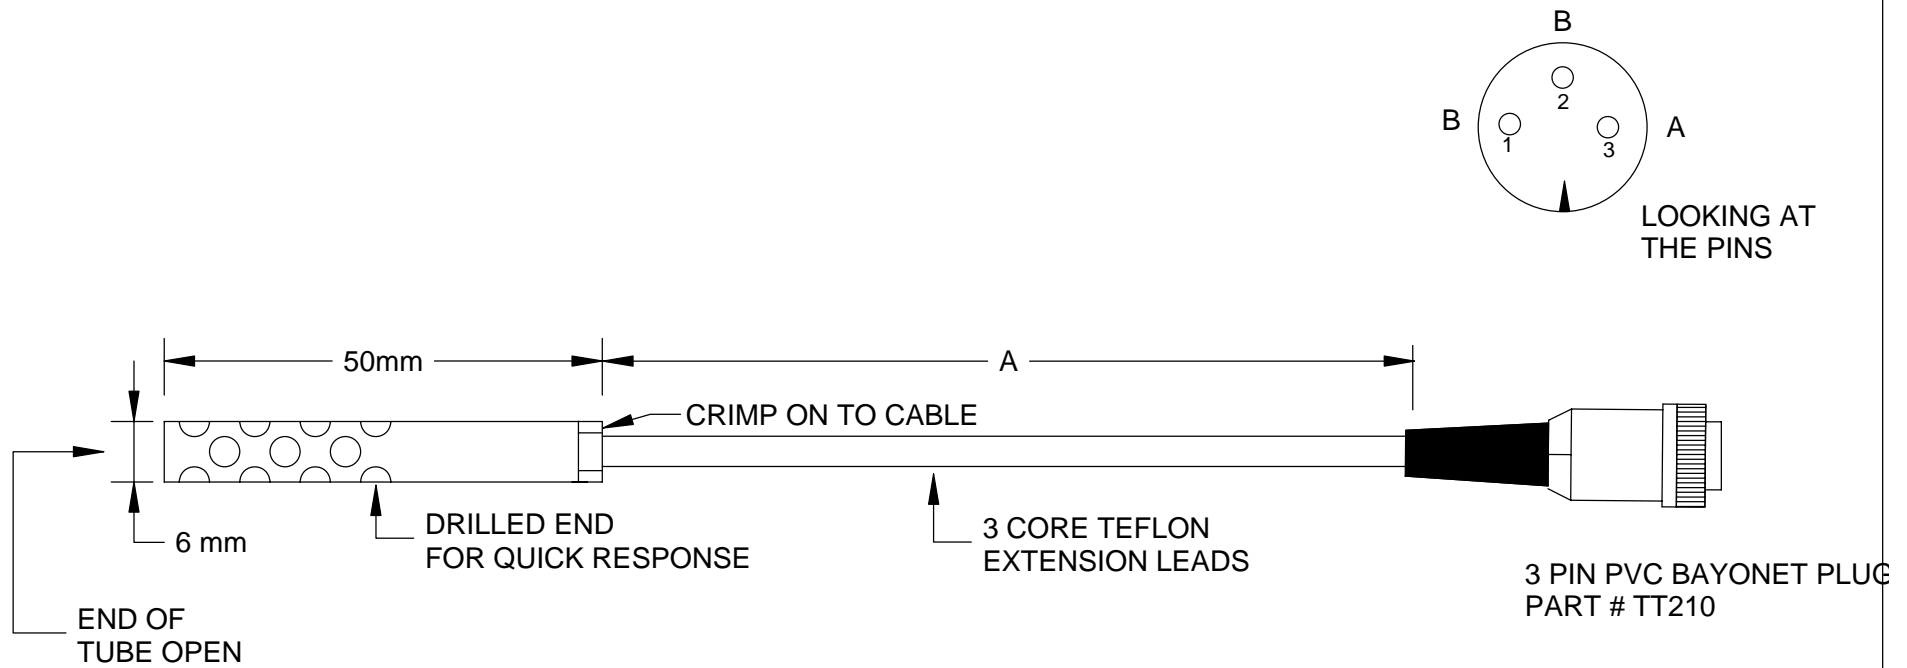 B
B
A
2
1
3
LOOKING AT
THE PINS
50mm
A
CRIMP ON TO CABLE
DRILLED END
FOR QUICK RESPONSE
3 CORE TEFLON
EXTENSION LEADS
6 mm
3 PIN PVC BAYONET PLUG
PART # TT210
END OF
TUBE OPEN